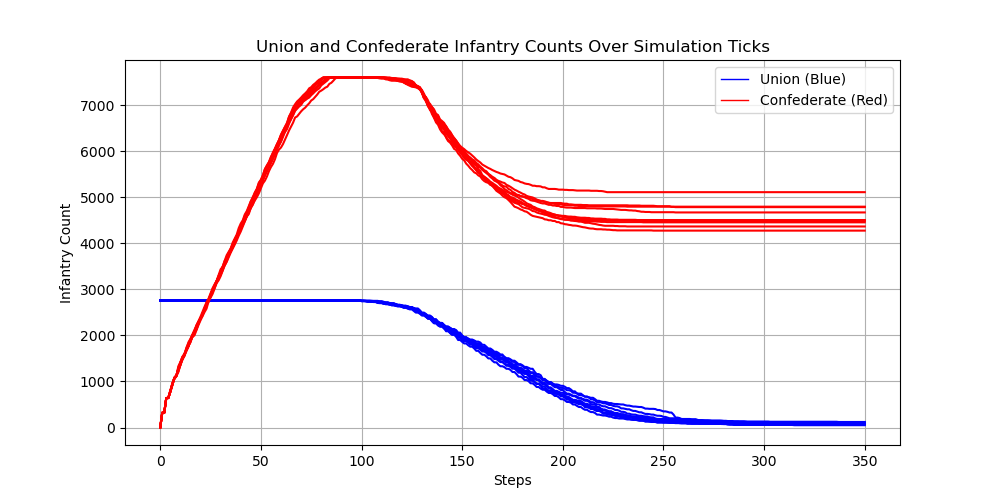 Union and Confederate Infantry Counts Over Simulation Ticks
Union (Blue)
Confederate (Red)
7000
6000
5000
4000
3000
2000
1000
0
Infantry Count
0 50 100 150 200 250 300 350
Steps